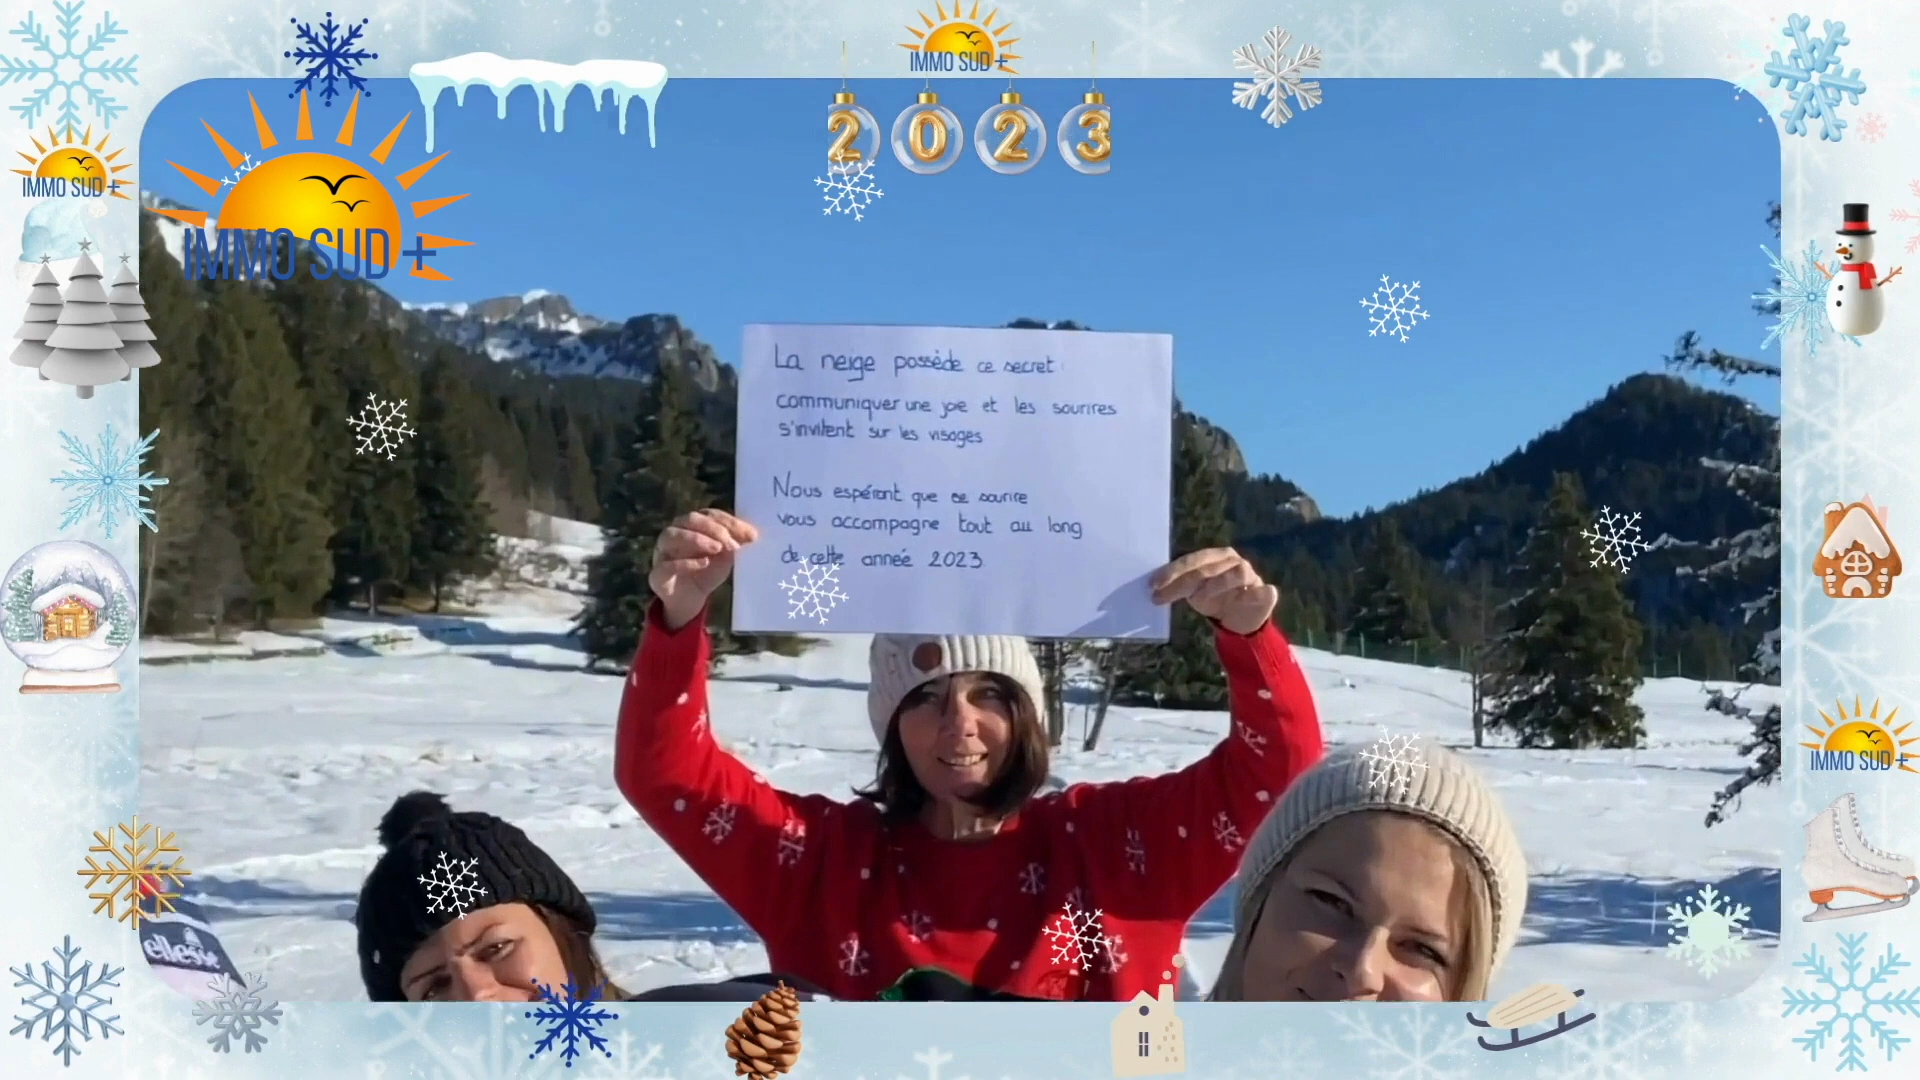 IMMO SUD +
2023
IMMO SUD +
IMMO SUD +
La neige possède ce secret :
communiquer une joie et les sourires
s'invitent sur les visages
Nous espérant que ce sourire
vous accompagne tout au long
de cette année 2023
IMMO SUD +
ellesse